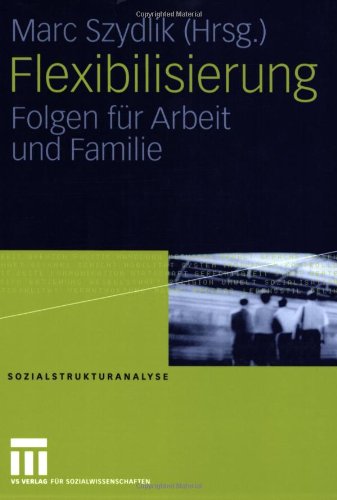 Marc Szydlik (Hrsg.)
Flexibilisierung
Folgen für Arbeit
und Familie
SOZIALSTRUKTURANALYSE
VS VERLAG FÜR SOZIALWISSENSCHAFTEN